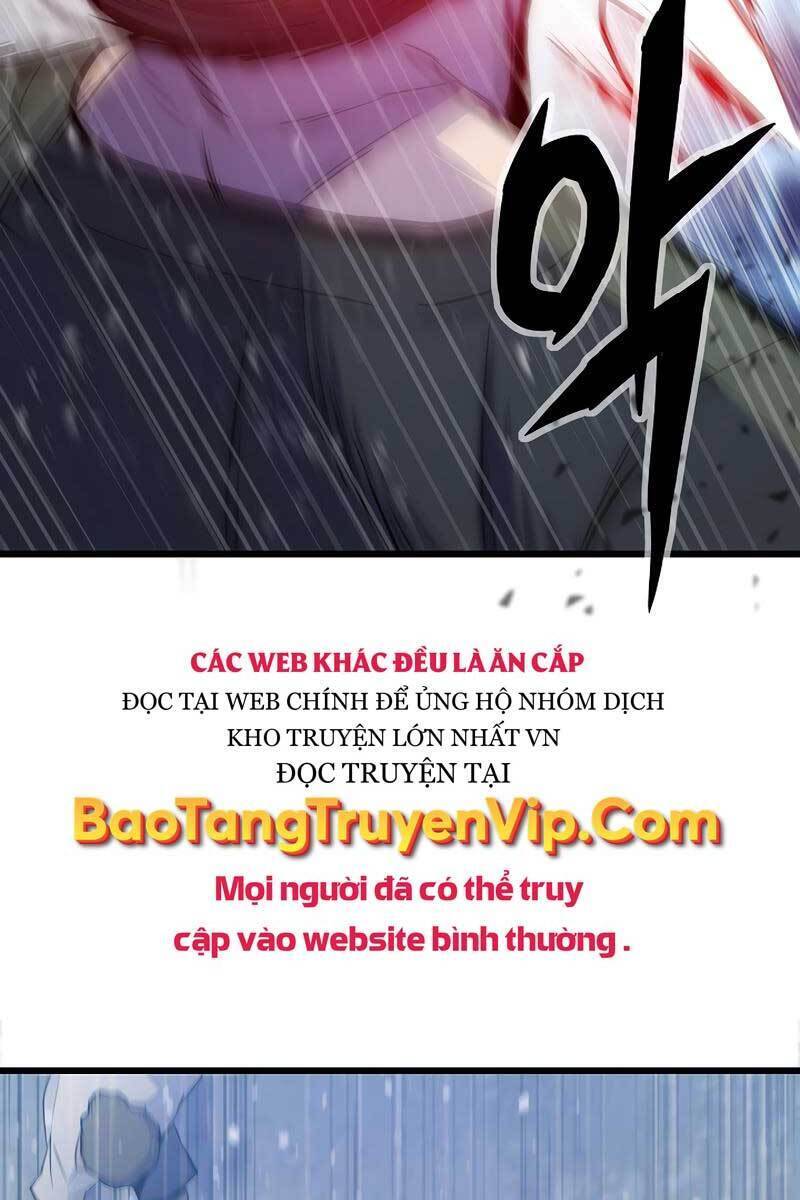 아
CÁC WEB KHÁC ĐỀU LÀ ĂN CẮP
ĐỌC TẠI WEB CHÍNH ĐỂ ỦNG HỘ NHÓM DỊCH
KHO TRUYỆN LỚN NHẤT VN
ĐỌC TRUYỆN TẠI
BaoTangTruyenVip.Com
Mọi người đã có thể truy
cập vào website bình thường.